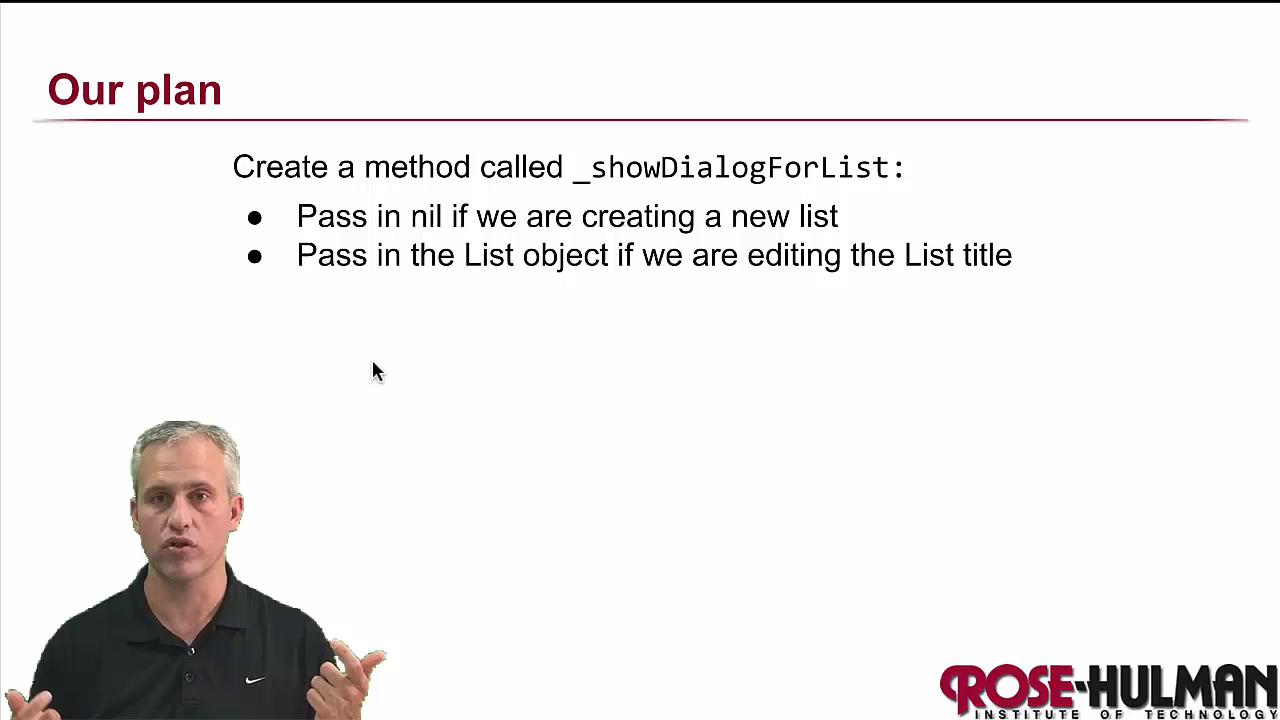 Our plan
Create a method called _showDialogForList:
● Pass in nil if we are creating a new list
● Pass in the List object if we are editing the List title
ROSE-HULMAN
INSTITUTE OF TECHNOLOGY